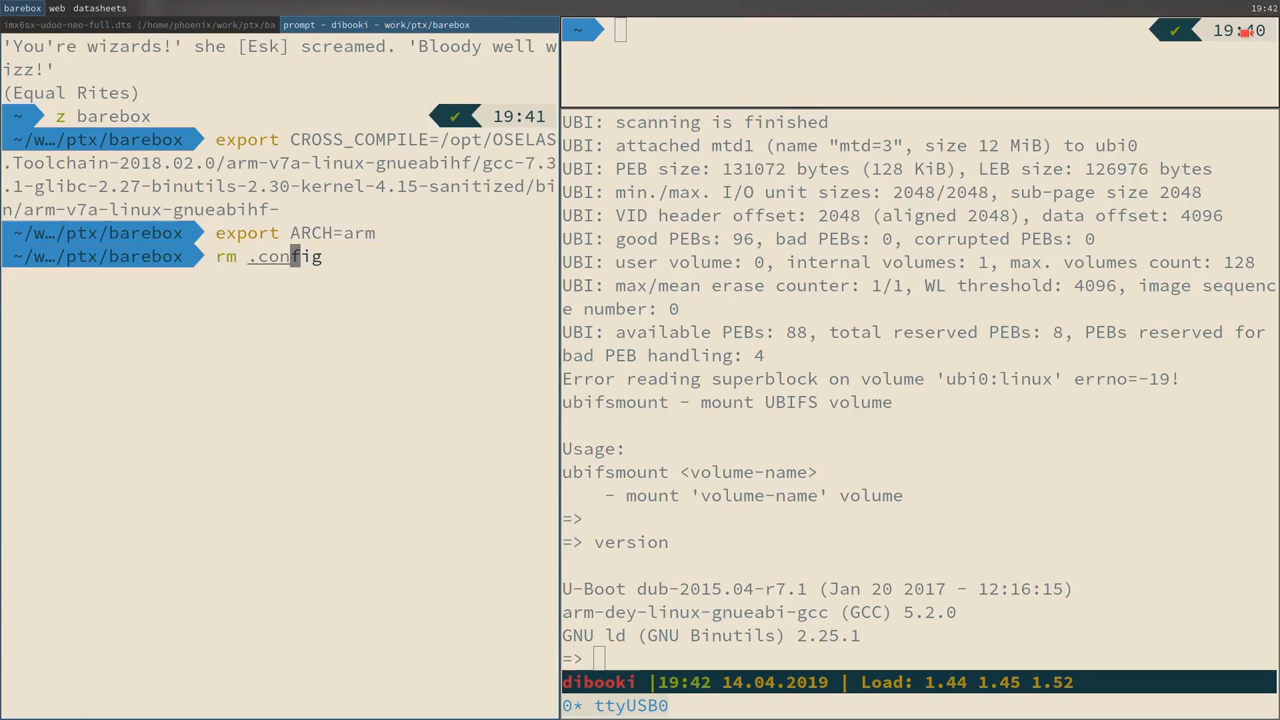 barebox web datasheets
19:42
imx6sx-udoo-neo-full.dts (/home/phoenix/work/ptx/ba
prompt - dibooki - work/ptx/barebox
'You're wizards!' she [Esk] screamed. 'Bloody well w
izz!'
(Equal Rites)
~ z barebox ✔ 19:41
~/w…/ptx/barebox export CROSS_COMPILE=/opt/OSELAS
.Toolchain-2018.02.0/arm-v7a-linux-gnueabihf/gcc-7.3
.1-glibc-2.27-binutils-2.30-kernel-4.15-sanitized/bi
n/arm-v7a-linux-gnueabihf-
~/w…/ptx/barebox export ARCH=arm
~/w…/ptx/barebox rm .config
~ ✔ 19:40
UBI: scanning is finished
UBI: attached mtd1 (name "mtd=3", size 12 MiB) to ubi0
UBI: PEB size: 131072 bytes (128 KiB), LEB size: 126976 bytes
UBI: min./max. I/O unit sizes: 2048/2048, sub-page size 2048
UBI: VID header offset: 2048 (aligned 2048), data offset: 4096
UBI: good PEBs: 96, bad PEBs: 0, corrupted PEBs: 0
UBI: user volume: 0, internal volumes: 1, max. volumes count: 128
UBI: max/mean erase counter: 1/1, WL threshold: 4096, image sequenc
e number: 0
UBI: available PEBs: 88, total reserved PEBs: 8, PEBs reserved for
bad PEB handling: 4
Error reading superblock on volume 'ubi0:linux' errno=-19!
ubifsmount - mount UBIFS volume
Usage:
ubifsmount <volume-name>
- mount 'volume-name' volume
=>
=> version
U-Boot dub-2015.04-r7.1 (Jan 20 2017 - 12:16:15)
arm-dey-linux-gnueabi-gcc (GCC) 5.2.0
GNU ld (GNU Binutils) 2.25.1
=>
dibooki |19:42 14.04.2019 | Load: 1.44 1.45 1.52
0* ttyUSB0